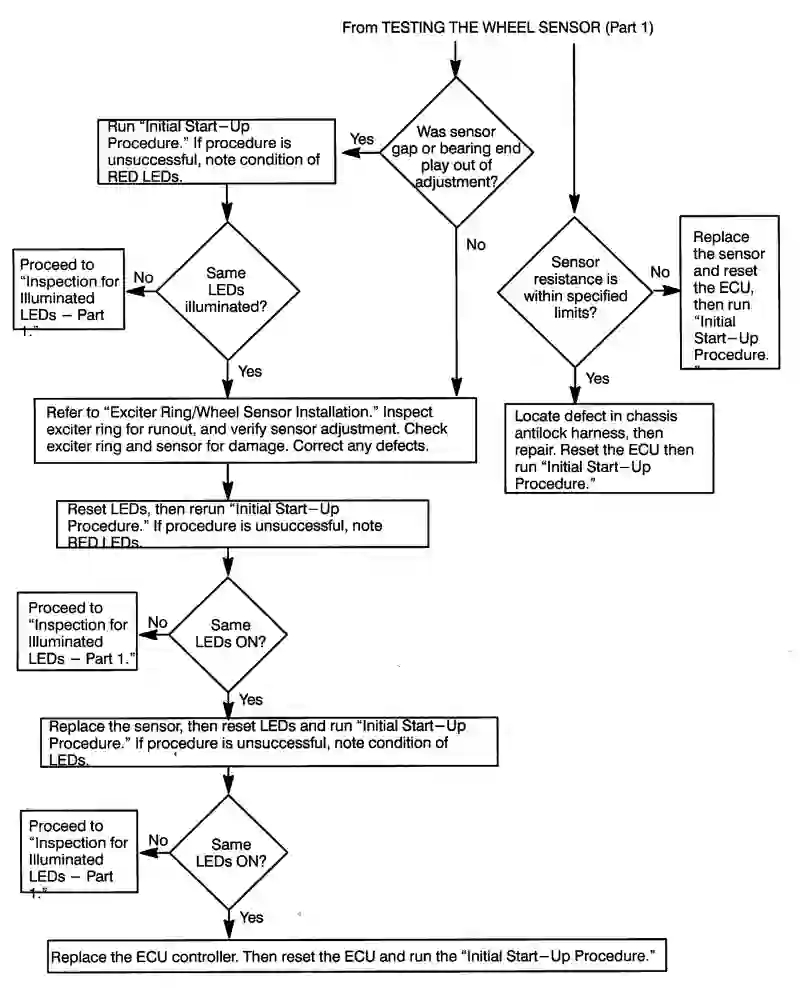 From TESTING THE WHEEL SENSOR (Part 1)
Run “Initial Start–Up
Procedure.” If procedure is
unsuccessful, note condition of
RED LEDs.
Yes
Was sensor
gap or bearing end
play out of
adjustment?
No
Proceed to
“Inspection for
Illuminated
LEDs – Part
1.”
No
Same
LEDs
illuminated?
Yes
Sensor
resistance is
within specified
limits?
No
Replace
the sensor
and reset
the ECU,
then run
“Initial
Start–Up
Procedure.
”
Yes
Refer to “Exciter Ring/Wheel Sensor Installation.” Inspect
exciter ring for runout, and verify sensor adjustment. Check
exciter ring and sensor for damage. Correct any defects.
Locate defect in chassis
antilock harness, then
repair. Reset the ECU then
run “Initial Start–Up
Procedure.”
Reset LEDs, then rerun “Initial Start–Up
Procedure.” If procedure is unsuccessful, note
RED LEDs.
Proceed to
“Inspection for
Illuminated
LEDs – Part 1.”
No
Same
LEDs ON?
Yes
Replace the sensor, then reset LEDs and run “Initial Start–Up
Procedure.” If procedure is unsuccessful, note condition of
LEDs.
Proceed to
“Inspection for
Illuminated
LEDs – Part
1.”
No
Same
LEDs ON?
Yes
Replace the ECU controller. Then reset the ECU and run the “Initial Start–Up Procedure.”